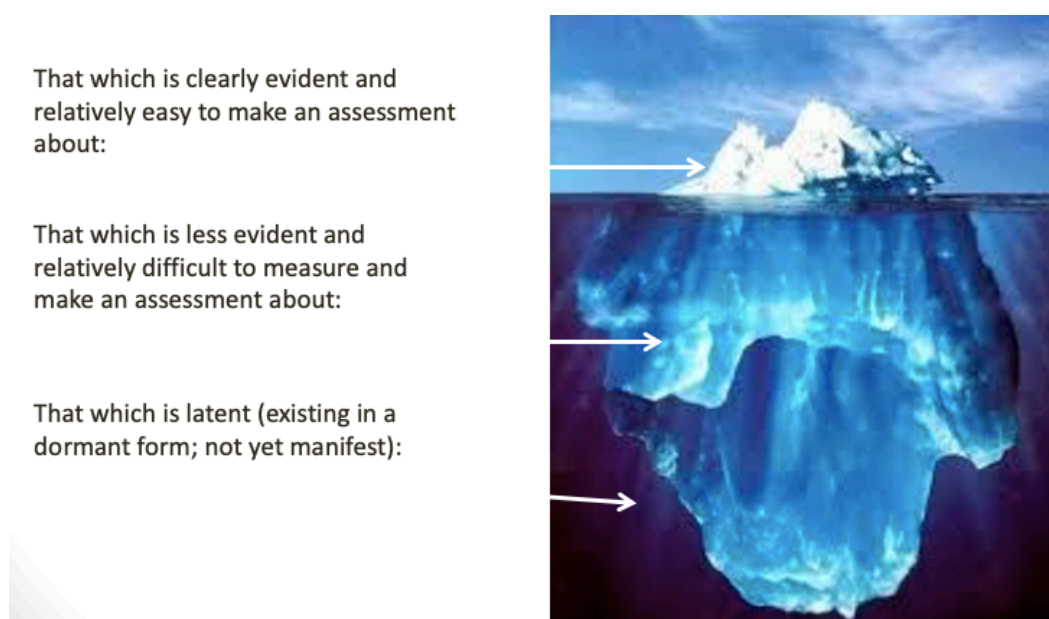 That which is clearly evident and
relatively easy to make an assessment
about:
That which is less evident and
relatively difficult to measure and
make an assessment about:
That which is latent (existing in a
dormant form; not yet manifest):